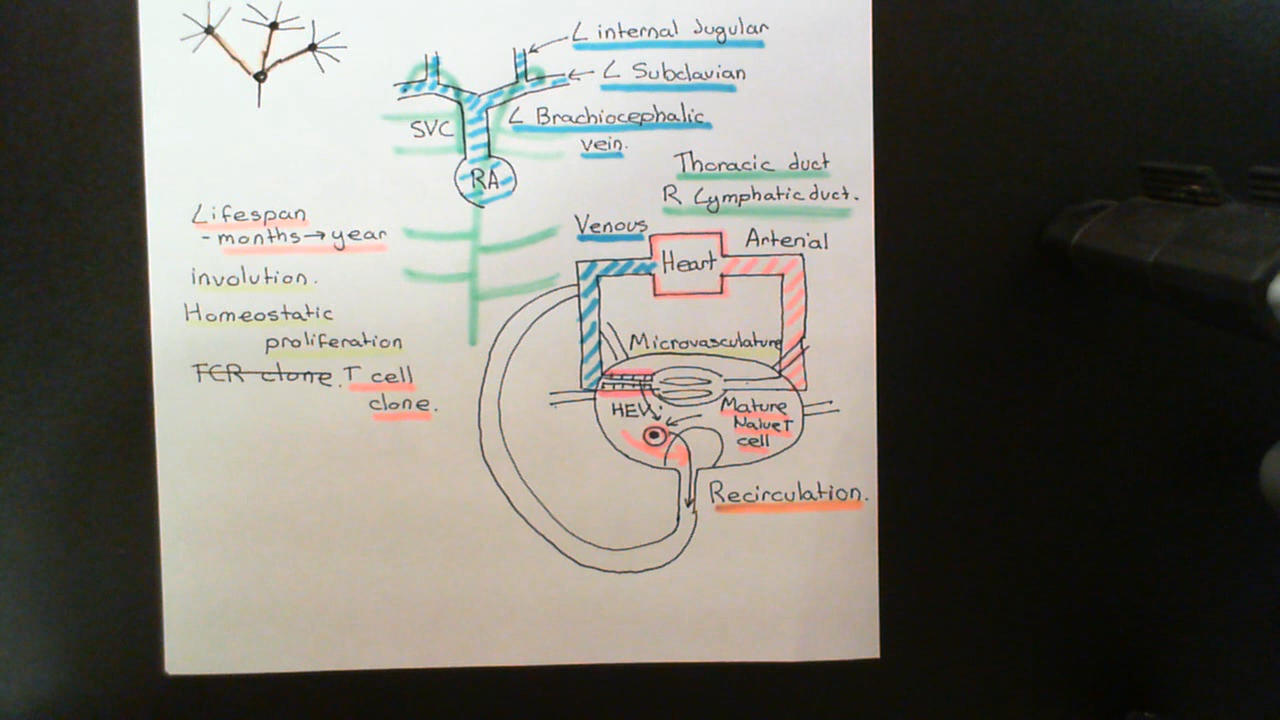 L internal Jugular
L Subclavian
L Brachiocephalic
vein.
SVC
RA
Thoracic duct
R Lymphatic duct.
Lifespan
- months → year
involution.
Homeostatic
proliferation
TCR clone. T cell
clone.
Venous
Arterial
Heart
Microvasculature
HEV
Mature
Naive T
cell
Recirculation.